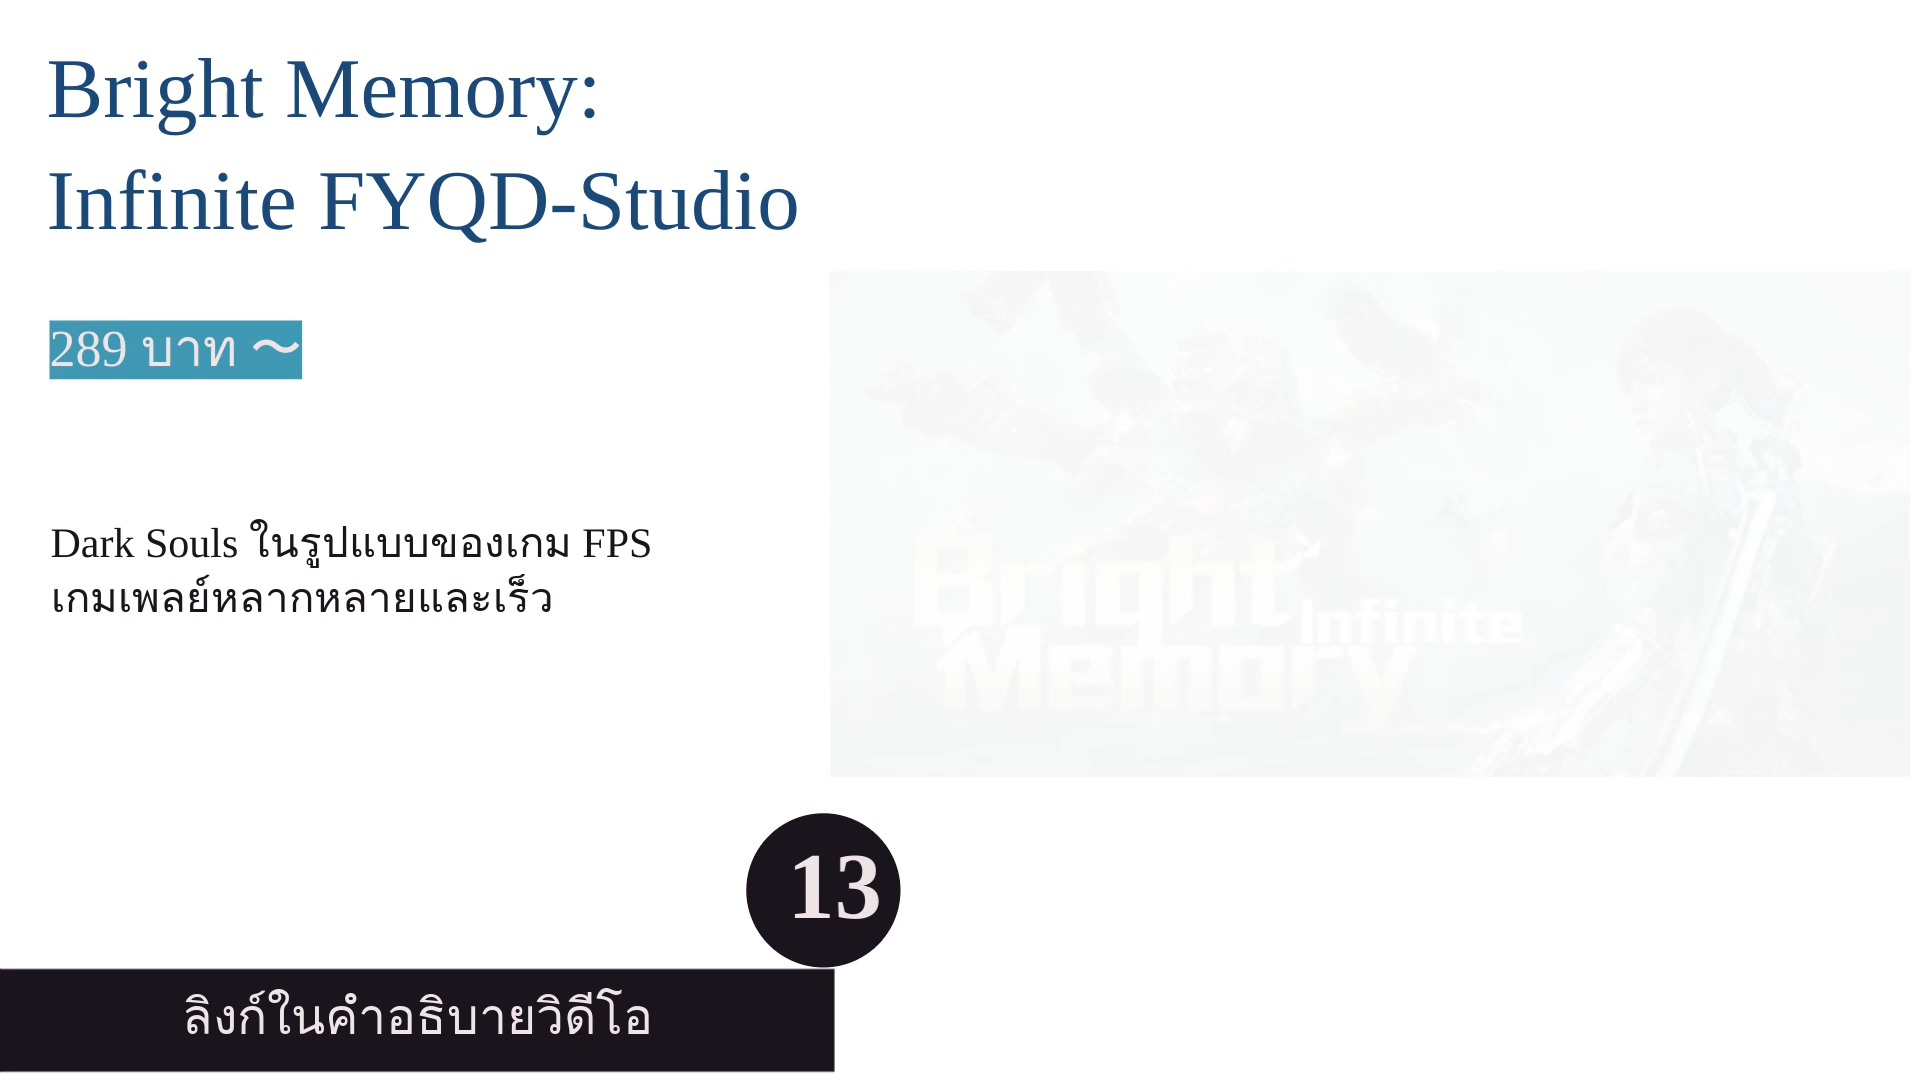 Bright Memory:
Infinite FYQD-Studio
289 บาท 〜
Dark Souls ในรูปแบบของเกม FPS
เกมเพลย์หลากหลายและเร็ว
Bright
Infinite
Memory
13
ลิงก์ในคำอธิบายวิดีโอ